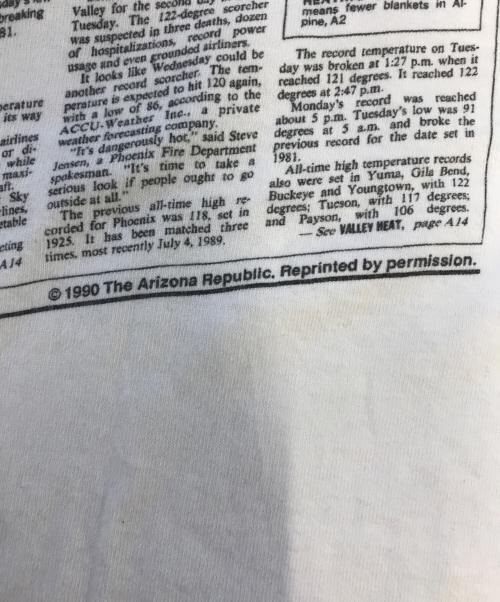 breaking
81.
perature
its way
airlines
or di-
while
maxi-
aft.
Sky
lines,
table
cting
A14
Valley for the second
Tuesday. The 122-degree scorcher
was suspected in three deaths, dozen
of hospitalizations, record power
usage and even grounded airliners.
It looks like Wednesday could be
another record scorcher. The tem-
perature is expected to hit 120 again,
with a low of 86, according to the
ACCU. Weather Inc., a private
weather forecasting company.
"It's dangerously hot," said Steve
Jensen, a Phoenix Fire Department
spokesman. "It's time to take a
serious look if people ought to go
outside at all."
The previous all-time high re-
corded for Phoenix was 118, set in
1925. It has been matched three
times, most recently July 4, 1989.
means fewer blankets in Al-
pine, A2
The record temperature on Tues-
day was broken at 1:27 p.m. when it
reached 121 degrees. It reached 122
degrees at 2:47 p.m.
Monday's record was reached
about 5 p.m. Tuesday's low was 91
degrees at 5 a.m. and broke the
previous record for the date set in
1981.
All-time high temperature records
also were set in Yuma, Gila Bend,
Buckeye and Youngtown, with 122
degrees; Tucson, with 117 degrees;
and Payson, with 106 degrees.
— See VALLEY HEAT, page A14
© 1990 The Arizona Republic. Reprinted by permission.